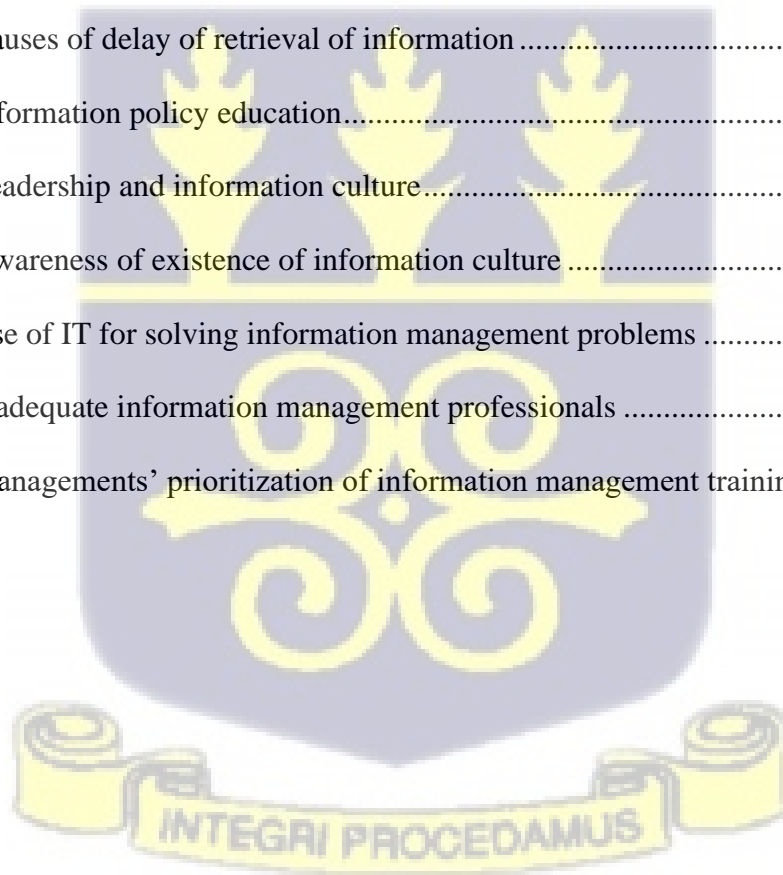 auses of delay of retrieval of information ....................................
formation policy education..............................................................
eadership and information culture..................................................
wareness of existence of information culture ..............................
se of IT for solving information management problems ...........
adequate information management professionals .......................
anagements’ prioritization of information management trainin
INTEGRI PROCEDAMUS